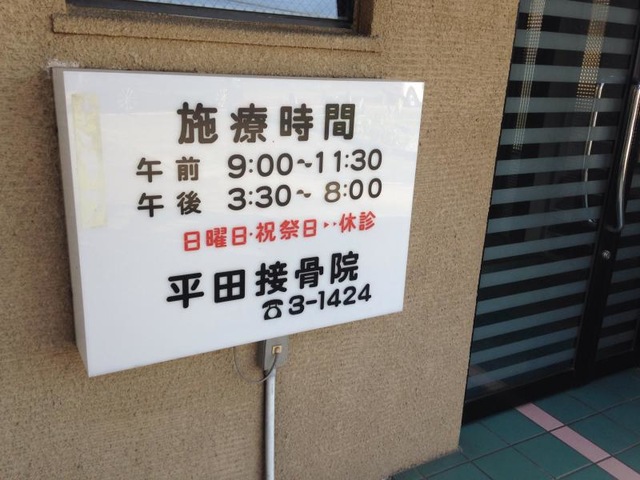 施療時間
午前 9:00~11:30
午後 3:30~8:00
日曜日·祝祭日··休診
平田接骨院
☎3-1424